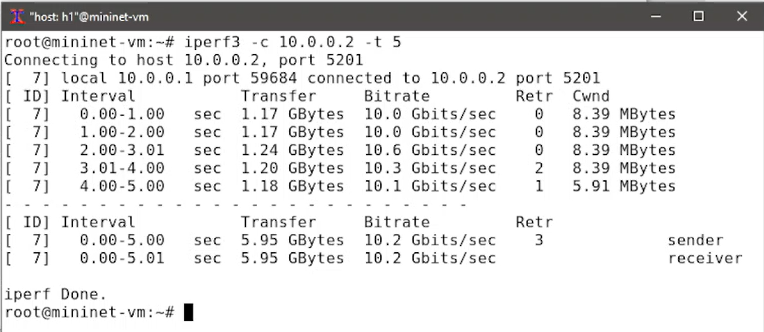 "host: h1"@mininet-vm
root@mininet-vm:~# iperf3 -c 10.0.0.2 -t 5
Connecting to host 10.0.0.2, port 5201
[  7] local 10.0.0.1 port 59684 connected to 10.0.0.2 port 5201
[ ID] Interval           Transfer     Bitrate         Retr  Cwnd
[  7]   0.00-1.00   sec  1.17 GBytes  10.0 Gbits/sec    0   8.39 MBytes
[  7]   1.00-2.00   sec  1.17 GBytes  10.0 Gbits/sec    0   8.39 MBytes
[  7]   2.00-3.01   sec  1.24 GBytes  10.6 Gbits/sec    0   8.39 MBytes
[  7]   3.01-4.00   sec  1.20 GBytes  10.3 Gbits/sec    2   8.39 MBytes
[  7]   4.00-5.00   sec  1.18 GBytes  10.1 Gbits/sec    1   5.91 MBytes
- - - - - - - - - - - - - - - - - - - - - - - - -
[ ID] Interval           Transfer     Bitrate         Retr
[  7]   0.00-5.00   sec  5.95 GBytes  10.2 Gbits/sec    3             sender
[  7]   0.00-5.01   sec  5.95 GBytes  10.2 Gbits/sec                  receiver
iperf Done.
root@mininet-vm:~#